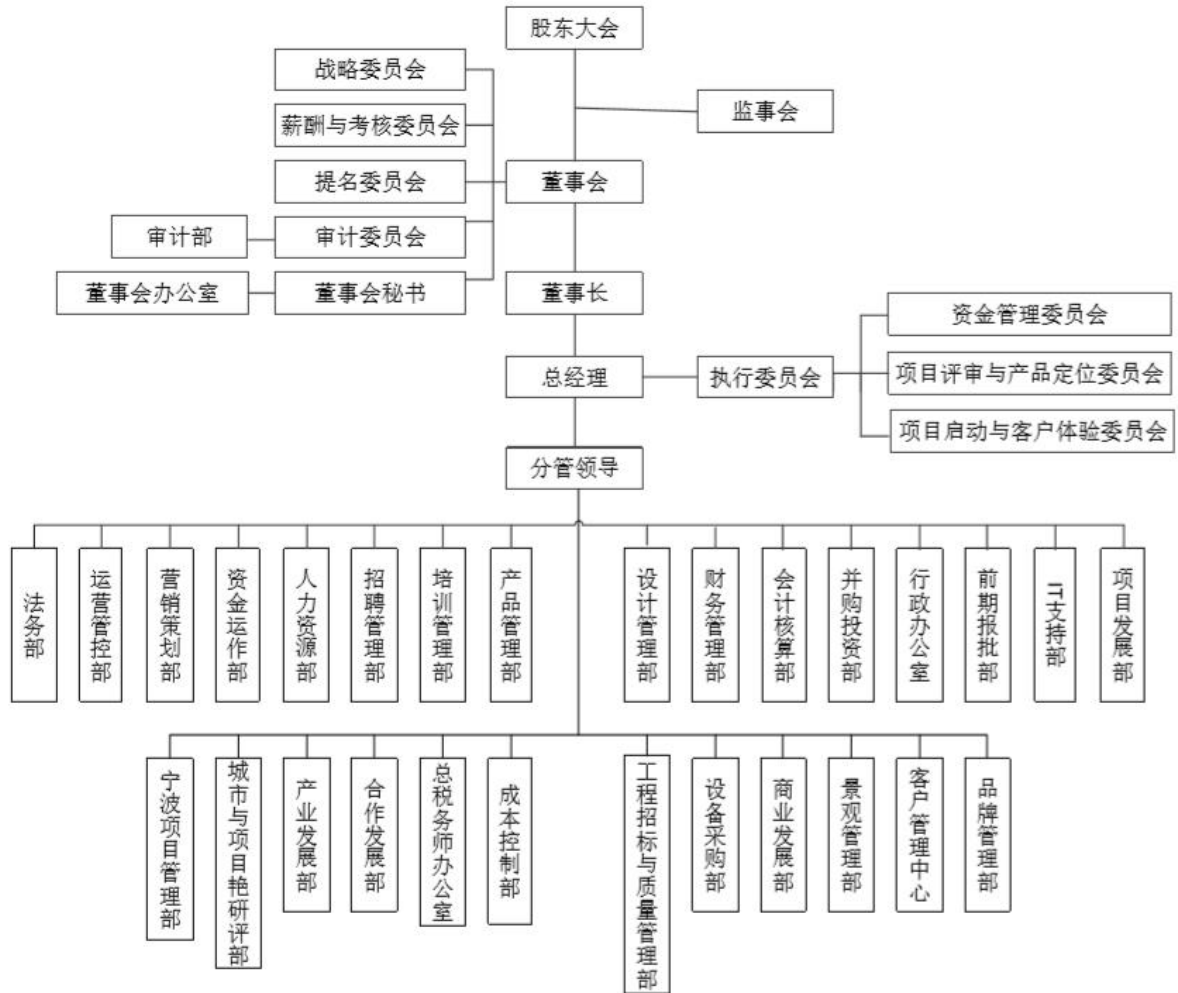 股东大会
战略委员会
监事会
薪酬与考核委员会
提名委员会
董事会
审计部
审计委员会
董事会办公室
董事会秘书
董事长
资金管理委员会
总经理
执行委员会
项目评审与产品定位委员会
项目启动与客户体验委员会
分管领导
法务部
运营管控部
营销策划部
资金运作部
人力资源部
招聘管理部
培训管理部
产品管理部
设计管理部
财务管理部
会计核算部
并购投资部
行政办公室
前期报批部
IT支持部
项目发展部
宁波项目管理部
城市与项目艳研评部
产业发展部
合作发展部
总税务师办公室
成本控制部
工程招标与质量管理部
设备采购部
商业发展部
景观管理部
客户管理中心
品牌管理部